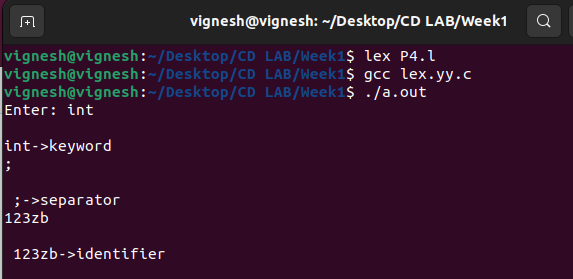 vignesh@vignesh: ~/Desktop/CD LAB/Week1
vignesh@vignesh:~/Desktop/CD LAB/Week1$ lex P4.l
vignesh@vignesh:~/Desktop/CD LAB/Week1$ gcc lex.yy.c
vignesh@vignesh:~/Desktop/CD LAB/Week1$ ./a.out
Enter: int
int->keyword
;
;->separator
123zb
123zb->identifier